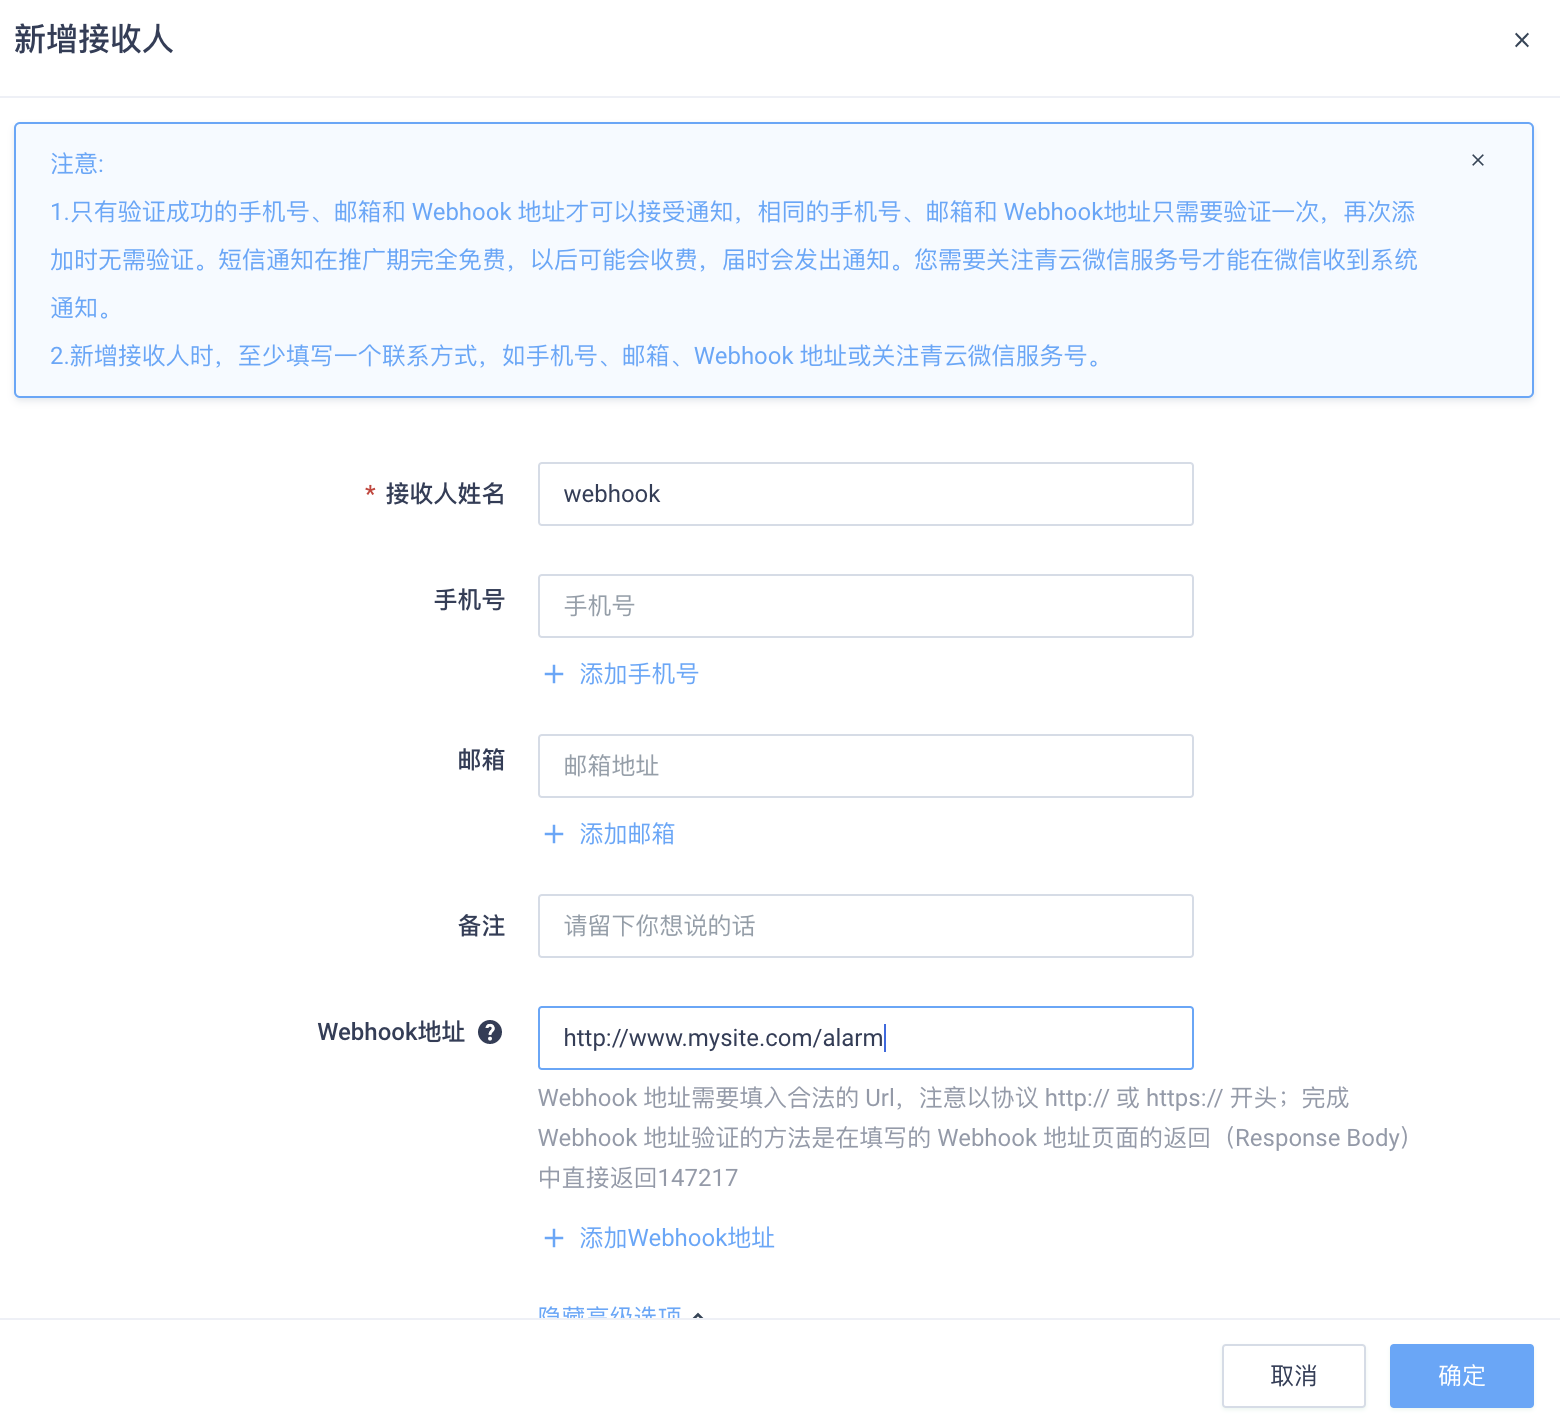 新增接收人
注意:
1.只有验证成功的手机号、邮箱和 Webhook 地址才可以接受通知，相同的手机号、邮箱和 Webhook地址只需要验证一次，再次添
加时无需验证。短信通知在推广期完全免费，以后可能会收费，届时会发出通知。您需要关注青云微信服务号才能在微信收到系统
通知。
2.新增接收人时，至少填写一个联系方式，如手机号、邮箱、Webhook 地址或关注青云微信服务号。
* 接收人姓名 webhook
手机号 手机号
+ 添加手机号
邮箱 邮箱地址
+ 添加邮箱
备注 请留下你想说的话
Webhook地址 ? http://www.mysite.com/alarm
Webhook 地址需要填入合法的 Url，注意以协议 http:// 或 https:// 开头；完成
Webhook 地址验证的方法是在填写的 Webhook 地址页面的返回（Response Body）
中直接返回147217
+ 添加Webhook地址
隐藏高级选项
取消 确定